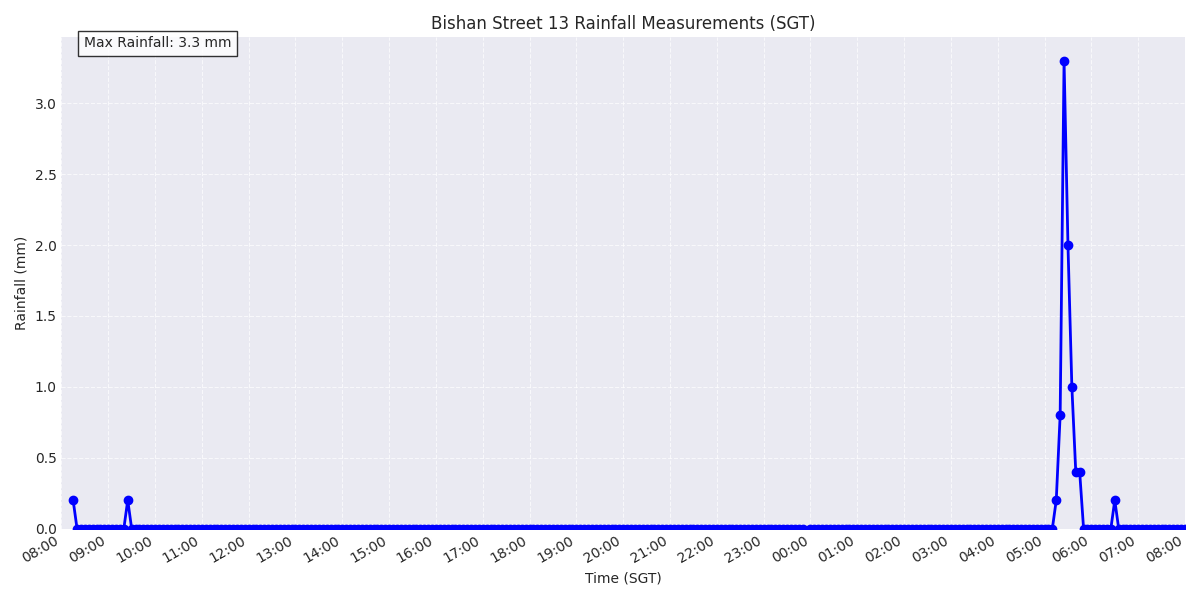 Bishan Street 13 Rainfall Measurements (SGT)
Max Rainfall: 3.3 mm
3.0
2.5
2.0
1.5
1.0
0.5
0.0
Rainfall (mm)
08:00 09:00 10:00 11:00 12:00 13:00 14:00 15:00 16:00 17:00 18:00 19:00 20:00 21:00 22:00 23:00 00:00 01:00 02:00 03:00 04:00 05:00 06:00 07:00 08:00
Time (SGT)